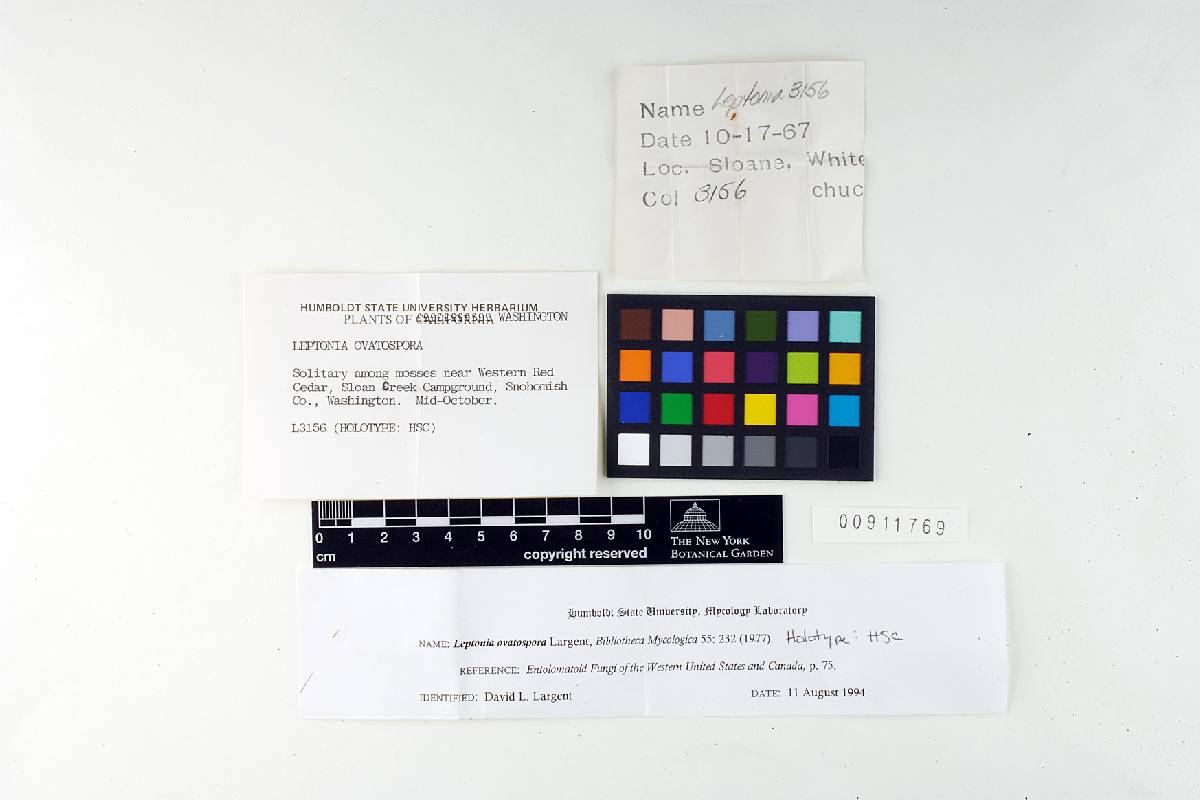 Name Leptonia 3156
Date 10-17-67
Loc. Sloane, White
Col 3156 chuc
HUMBOLDT STATE UNIVERSITY HERBARIUM
PLANTS OF CALIFORNIA WASHINGTON
LEPTONIA OVATOSPORA
Solitary among mosses near Western Red
Cedar, Sloan Creek Campground, Snohomish
Co., Washington. Mid-October.
L3156 (HOLOTYPE: HSC)
0 1 2 3 4 5 6 7 8 9 10
cm
copyright reserved
THE NEW YORK
BOTANICAL GARDEN
00911769
Humboldt State University, Mycology Laboratory
NAME: Leptonia ovatospora Largent, Bibliotheca Mycologica 55: 232 (1977). Holotype: HSC
REFERENCE: Entolomatoid Fungi of the Western United States and Canada, p. 75.
IDENTIFIED: David L. Largent DATE: 11 August 1994